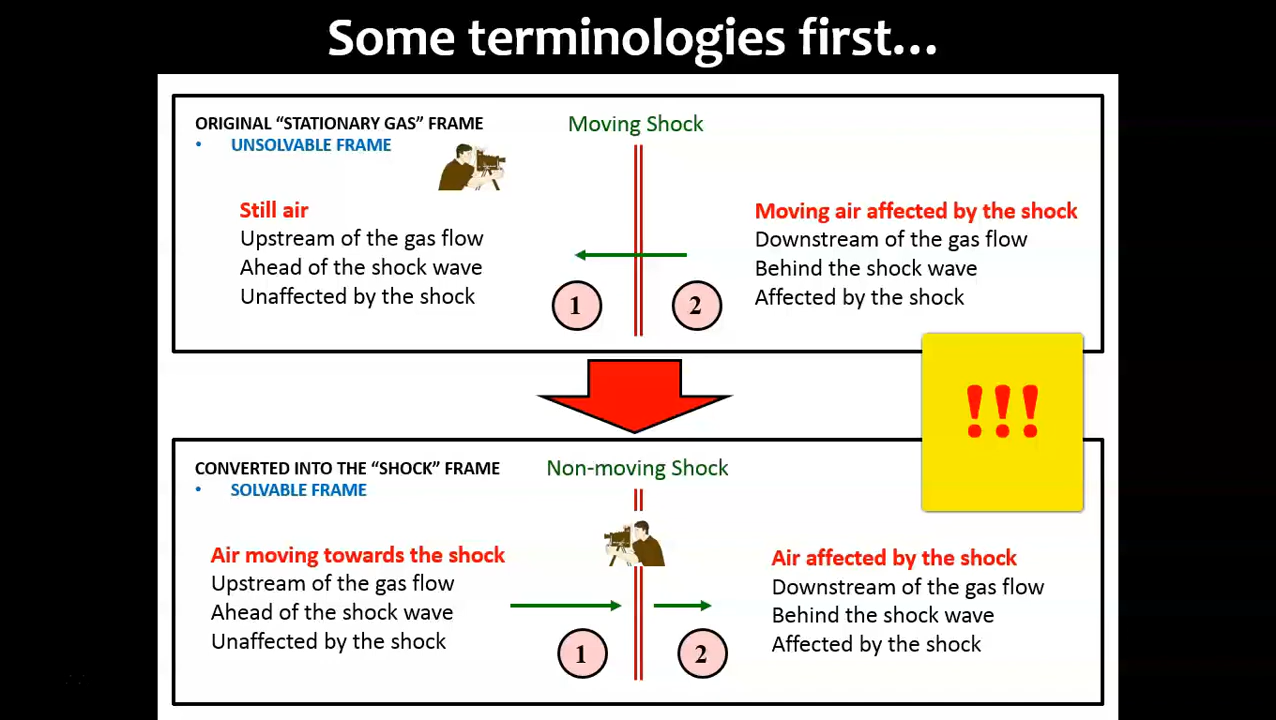 Some terminologies first...
ORIGINAL “STATIONARY GAS” FRAME
• UNSOLVABLE FRAME
Moving Shock
Still air
Upstream of the gas flow
Ahead of the shock wave
Unaffected by the shock
1
2
Moving air affected by the shock
Downstream of the gas flow
Behind the shock wave
Affected by the shock
!!!
CONVERTED INTO THE “SHOCK” FRAME
• SOLVABLE FRAME
Non-moving Shock
Air moving towards the shock
Upstream of the gas flow
Ahead of the shock wave
Unaffected by the shock
1
2
Air affected by the shock
Downstream of the gas flow
Behind the shock wave
Affected by the shock